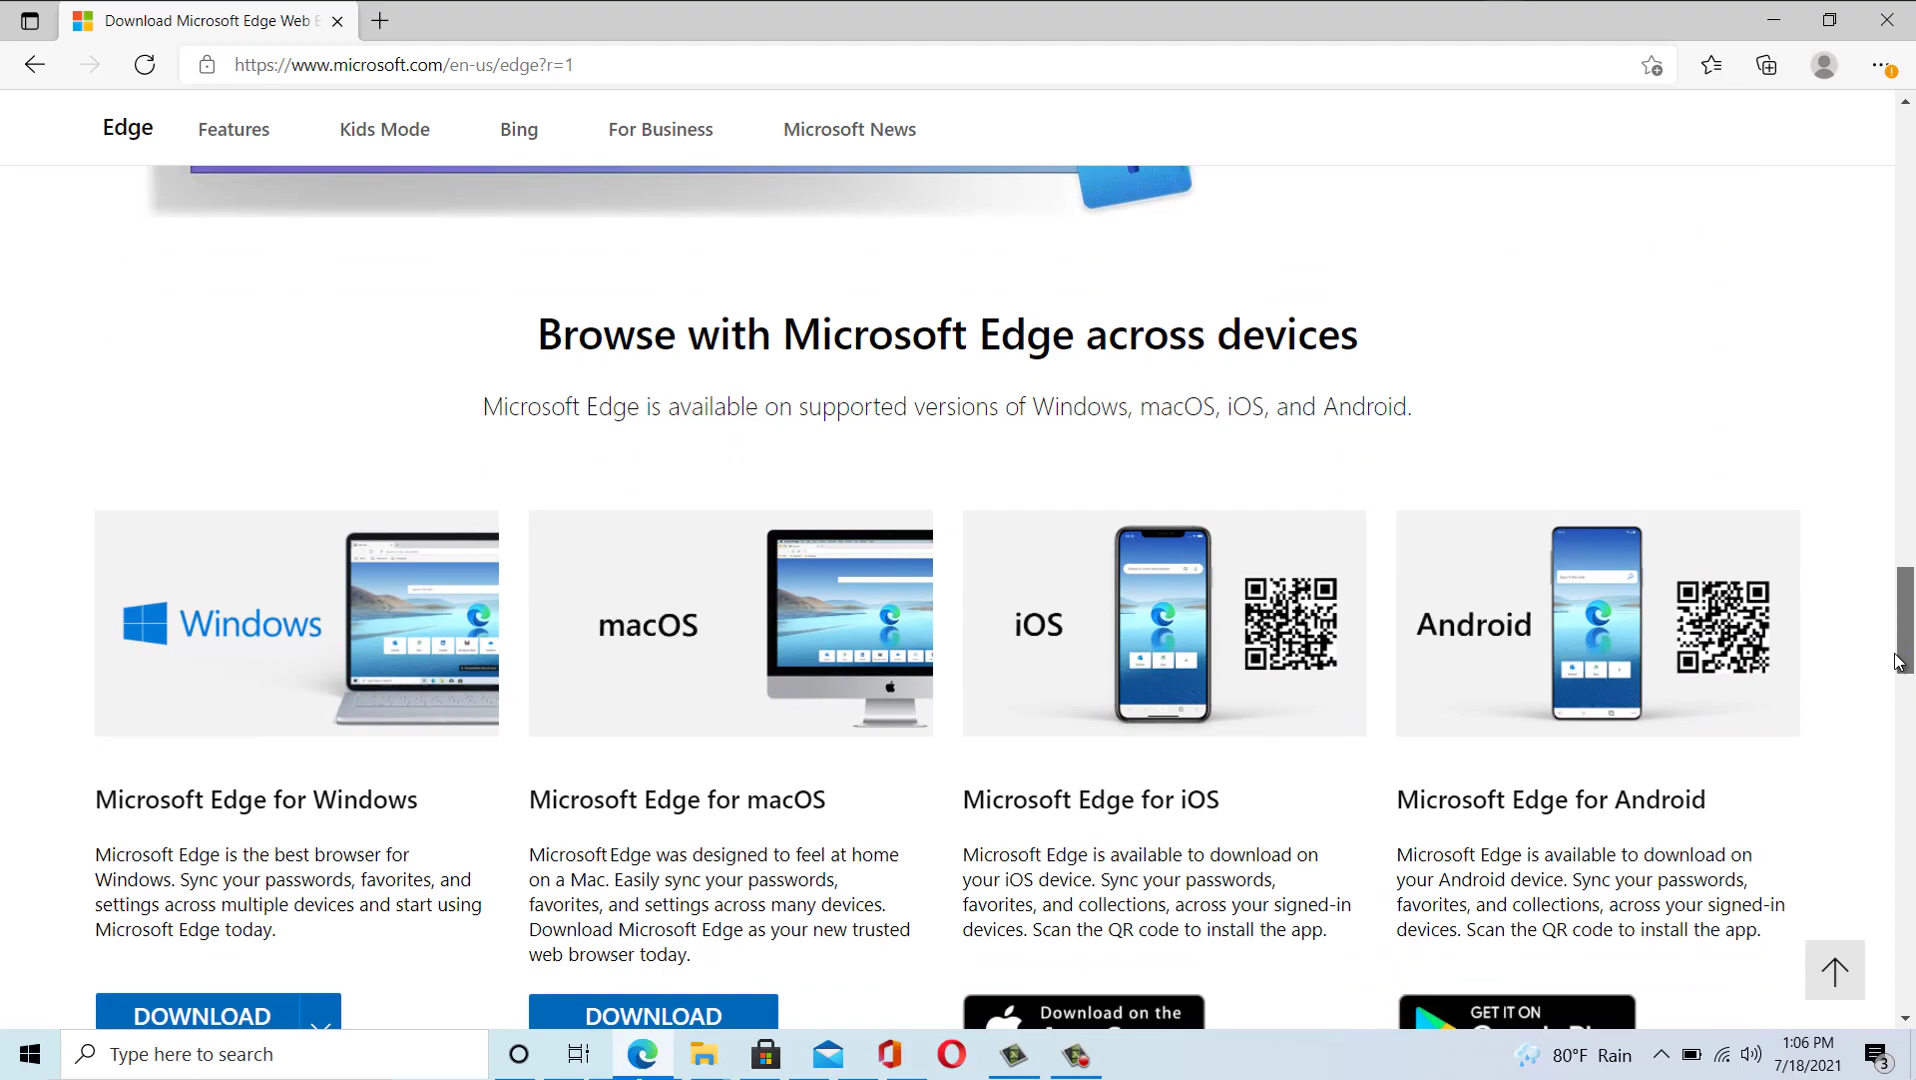 Download Microsoft Edge Web
https://www.microsoft.com/en-us/edge?r=1
Edge Features Kids Mode Bing For Business Microsoft News
Browse with Microsoft Edge across devices
Microsoft Edge is available on supported versions of Windows, macOS, iOS, and Android.
Windows
macOS
iOS
Android
Microsoft Edge for Windows
Microsoft Edge is the best browser for
Windows. Sync your passwords, favorites, and
settings across multiple devices and start using
Microsoft Edge today.
DOWNLOAD
Microsoft Edge for macOS
Microsoft Edge was designed to feel at home
on a Mac. Easily sync your passwords,
favorites, and settings across many devices.
Download Microsoft Edge as your new trusted
web browser today.
DOWNLOAD
Microsoft Edge for iOS
Microsoft Edge is available to download on
your iOS device. Sync your passwords,
favorites, and collections, across your signed-in
devices. Scan the QR code to install the app.
Download on the
Microsoft Edge for Android
Microsoft Edge is available to download on
your Android device. Sync your passwords,
favorites, and collections, across your signed-in
devices. Scan the QR code to install the app.
GET IT ON
Type here to search
80°F Rain
1:06 PM
7/18/2021
3